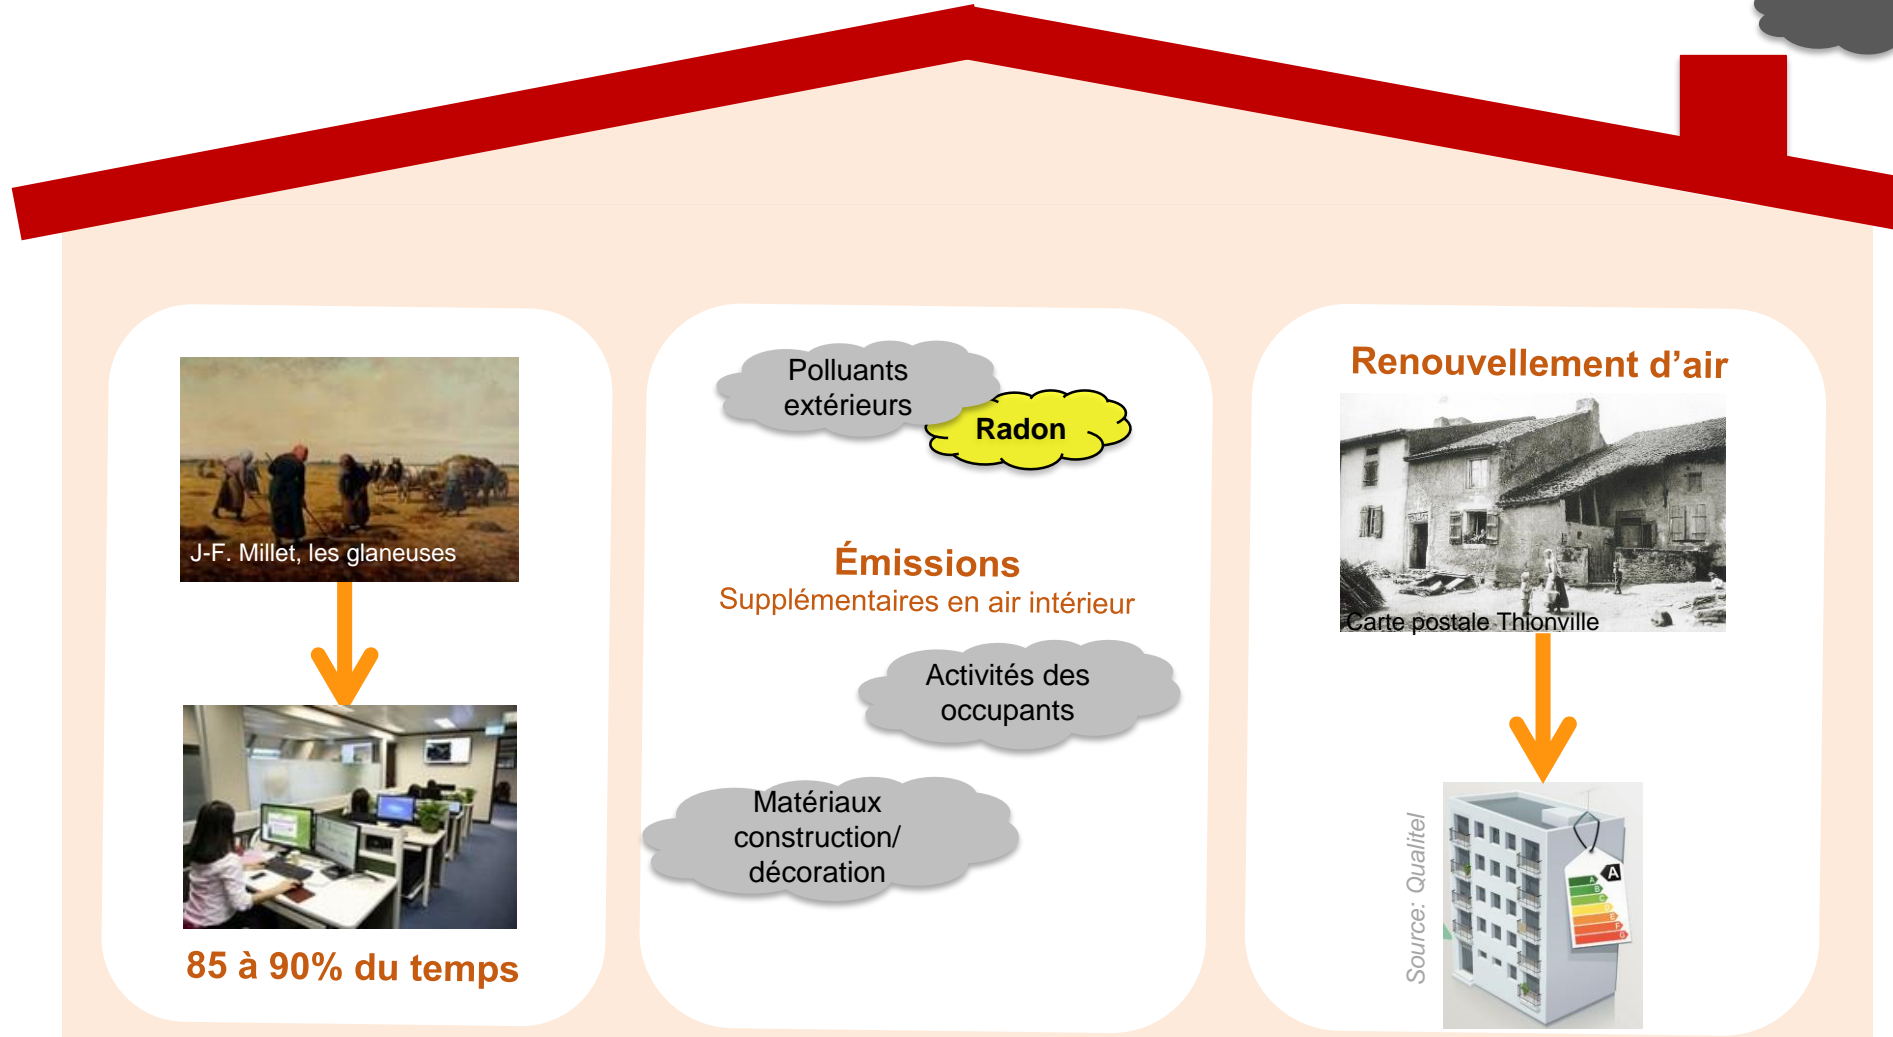 J-F. Millet, les glaneuses
85 à 90% du temps
Polluants
extérieurs
Radon
Émissions
Supplémentaires en air intérieur
Activités des
occupants
Matériaux
construction/
décoration
Renouvellement d’air
Carte postale Thionville
Source: Qualitel
A
A
B
C
D
E
F
G